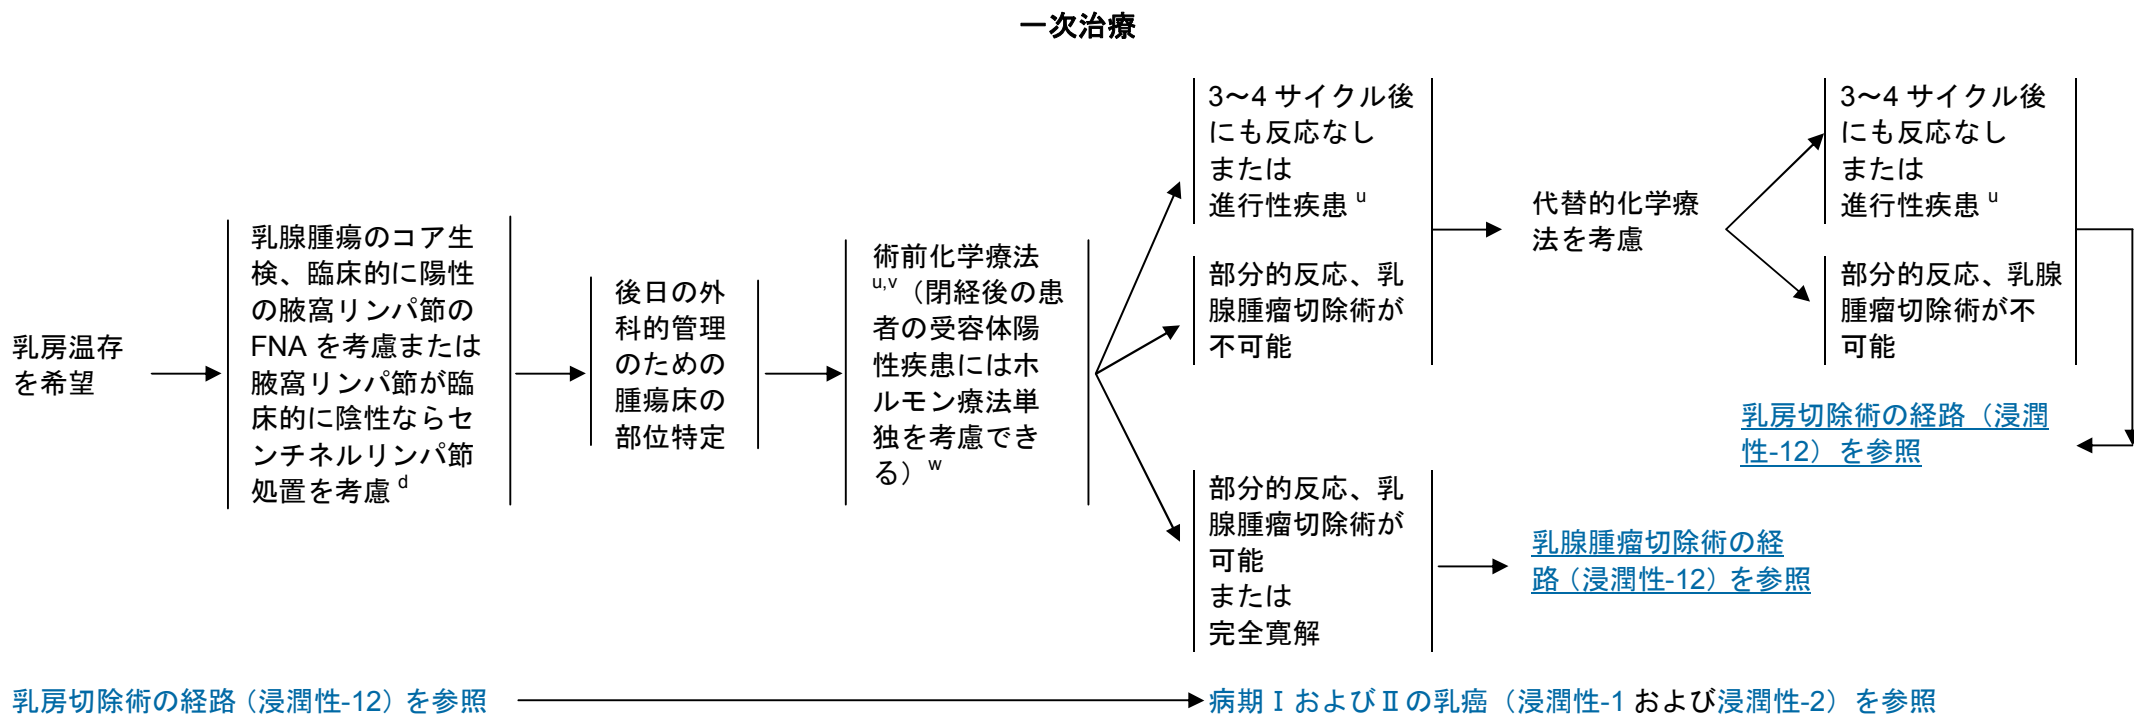 一次治療
乳房温存
を希望
乳腺腫瘍のコア生
検、臨床的に陽性
の腋窩リンパ節の
FNA を考慮または
腋窩リンパ節が臨
床的に陰性ならセ
ンチネルリンパ節
処置を考慮 d
後日の外
科的管理
のための
腫瘍床の
部位特定
術前化学療法
u,v（閉経後の患
者の受容体陽
性疾患にはホ
ルモン療法単
独を考慮でき
る）w
3～4 サイクル後
にも反応なし
または
進行性疾患 u
部分的反応、乳
腺腫瘤切除術が
不可能
部分的反応、乳
腺腫瘤切除術が
可能
または
完全寛解
代替的化学療
法を考慮
3～4 サイクル後
にも反応なし
または
進行性疾患 u
部分的反応、乳腺
腫瘤切除術が不
可能
乳房切除術の経路（浸潤
性-12）を参照
乳腺腫瘤切除術の経
路（浸潤性-12）を参照
乳房切除術の経路（浸潤性-12）を参照
病期Ⅰおよび Ⅱの乳癌（浸潤性-1 および浸潤性-2）を参照